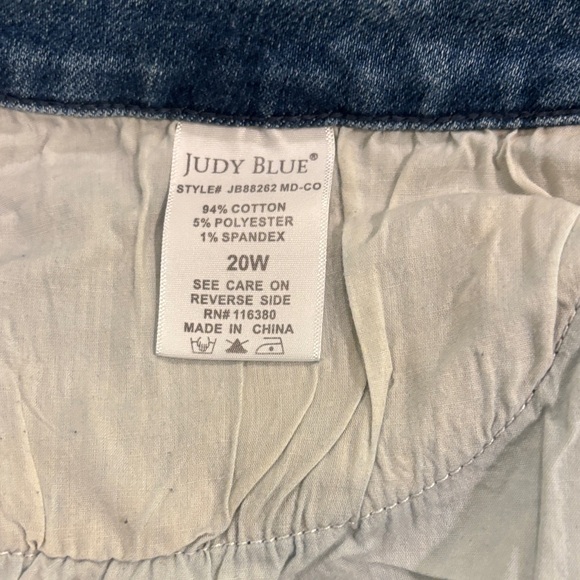 JUDY BLUE®
STYLE# JB88262 MD-CO
94% COTTON
5% POLYESTER
1% SPANDEX
20W
SEE CARE ON
REVERSE SIDE
RN# 116380
MADE IN CHINA